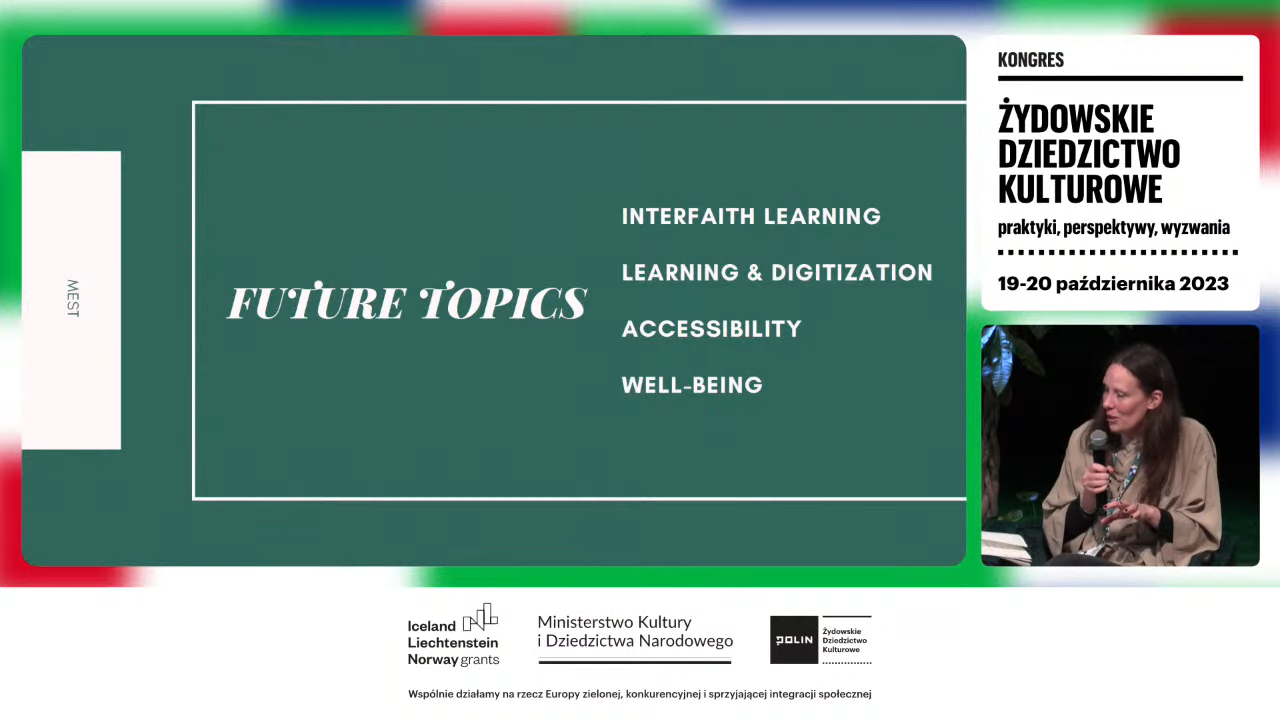 MEST
FUTURE TOPICS
INTERFAITH LEARNING
LEARNING & DIGITIZATION
ACCESSIBILITY
WELL-BEING
KONGRES
ŻYDOWSKIE
DZIEDZICTWO
KULTUROWE
praktyki, perspektywy, wyzwania
19-20 października 2023
Iceland
Liechtenstein
Norway grants
Ministerstwo Kultury
i Dziedzictwa Narodowego
POLIN
Żydowskie
Dziedzictwo
Kulturowe
Wspólnie działamy na rzecz Europy zielonej, konkurencyjnej i sprzyjającej integracji społecznej